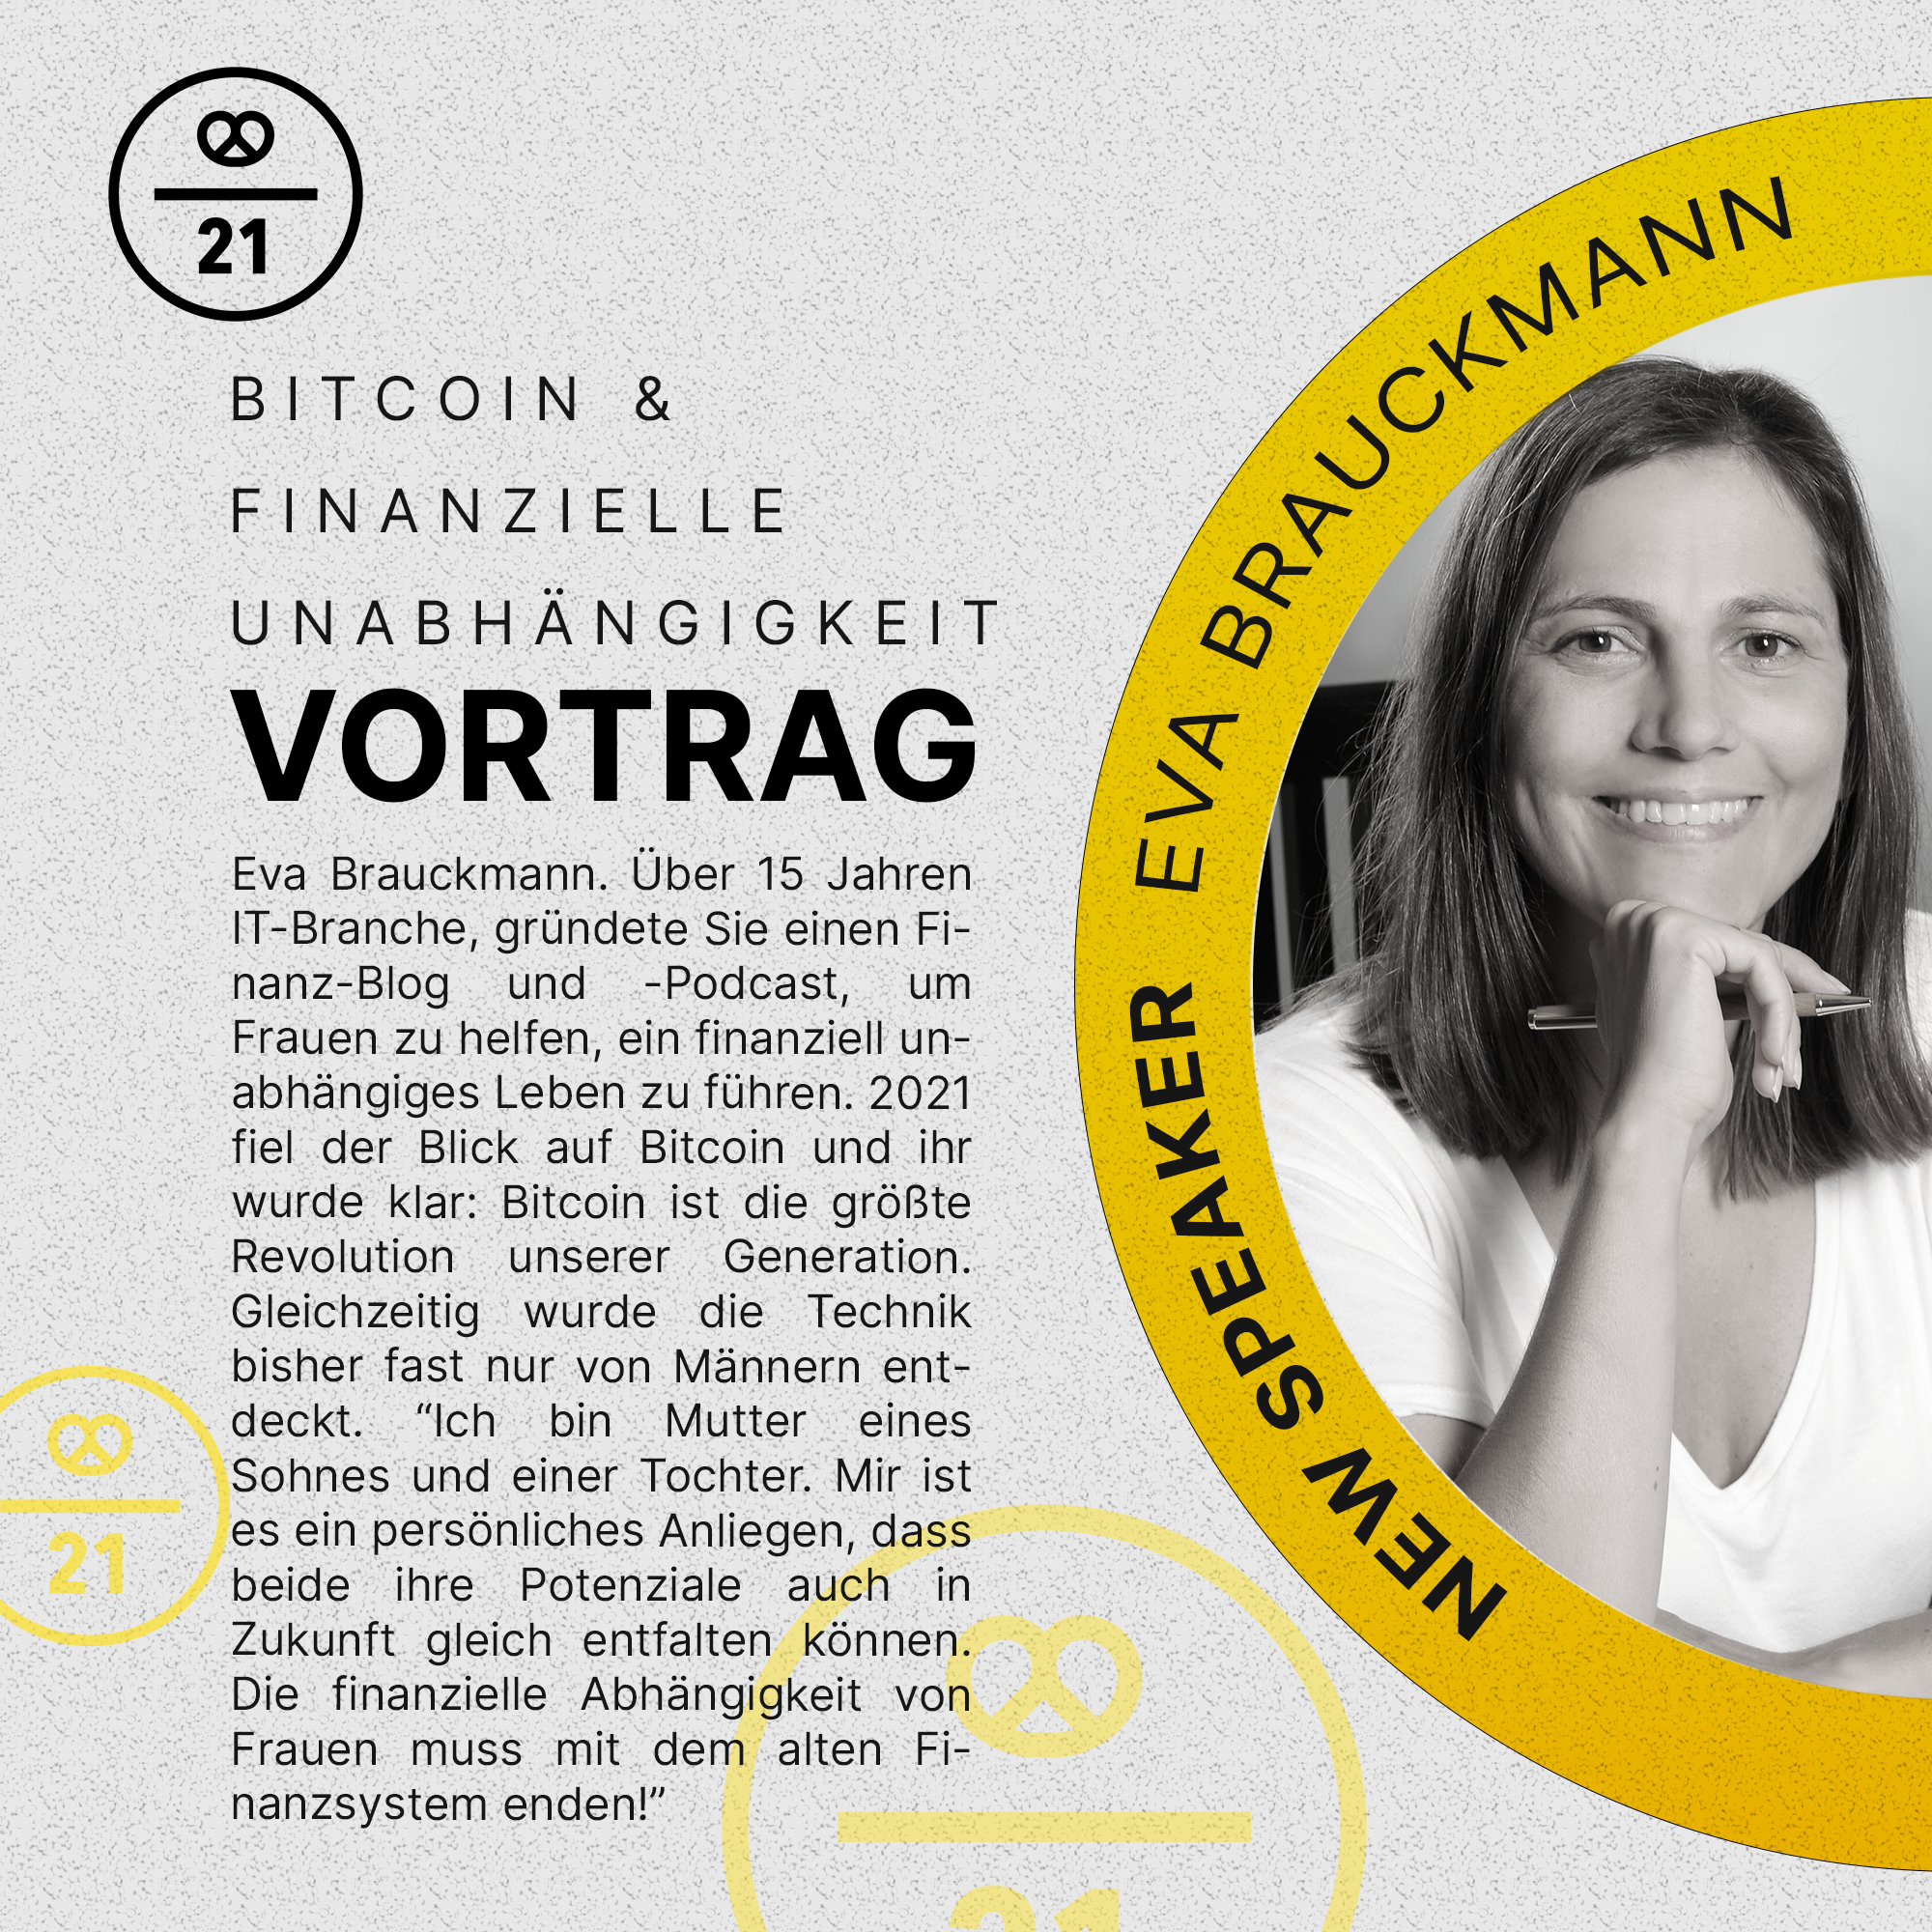 21
BITCOIN &
FINANZIELLE
UNABHÄNGIGKEIT
VORTRAG
Eva Brauckmann. Über 15 Jahren
IT-Branche, gründete Sie einen Fi-
nanz-Blog und -Podcast, um
Frauen zu helfen, ein finanziell un-
abhängiges Leben zu führen. 2021
fiel der Blick auf Bitcoin und ihr
wurde klar: Bitcoin ist die größte
Revolution unserer Generation.
Gleichzeitig wurde die Technik
bisher fast nur von Männern ent-
deckt. “Ich bin Mutter eines
Sohnes und einer Tochter. Mir ist
es ein persönliches Anliegen, dass
beide ihre Potenziale auch in
Zukunft gleich entfalten können.
Die finanzielle Abhängigkeit von
Frauen muss mit dem alten Fi-
nanzsystem enden!”
NEW SPEAKER EVA BRAUCKMANN
21
21